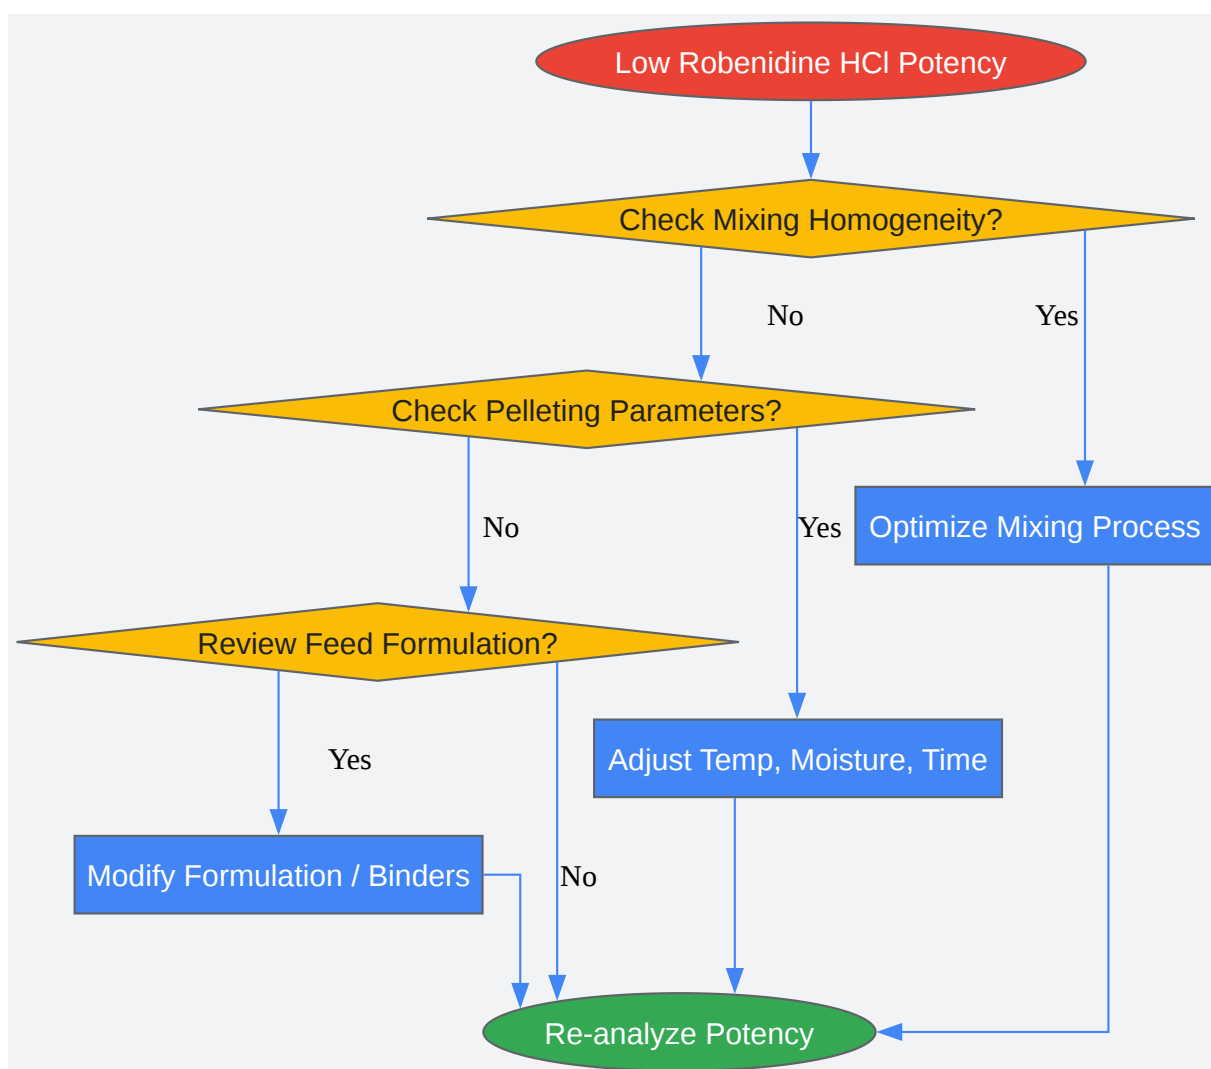 Low Robenidine HCl Potency
Check Mixing Homogeneity?
No
Yes
Check Pelleting Parameters?
No
Yes
Optimize Mixing Process
Review Feed Formulation?
Yes
Adjust Temp, Moisture, Time
Modify Formulation / Binders
No
Re-analyze Potency